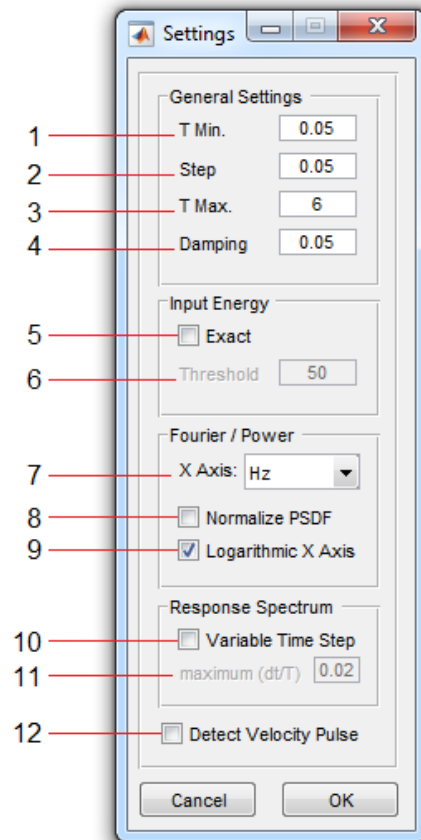 Settings
General Settings
1 T Min. 0.05
2 Step 0.05
3 T Max. 6
4 Damping 0.05
Input Energy
5 Exact
6 Threshold 50
Fourier / Power
7 X Axis: Hz
8 Normalize PSDF
9 Logarithmic X Axis
Response Spectrum
10 Variable Time Step
11 maximum (dt/T) 0.02
12 Detect Velocity Pulse
Cancel OK